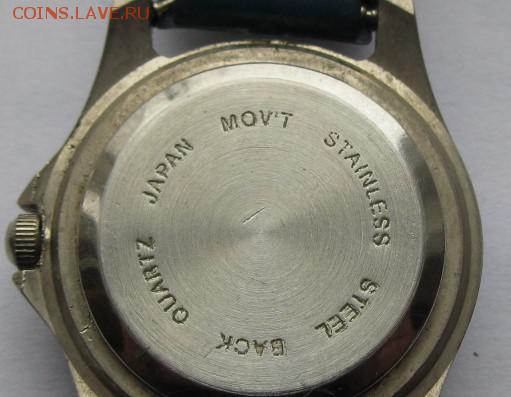 COINS.LAVE.RU
QUARTZ JAPAN MOV'T STAINLESS STEEL BACK